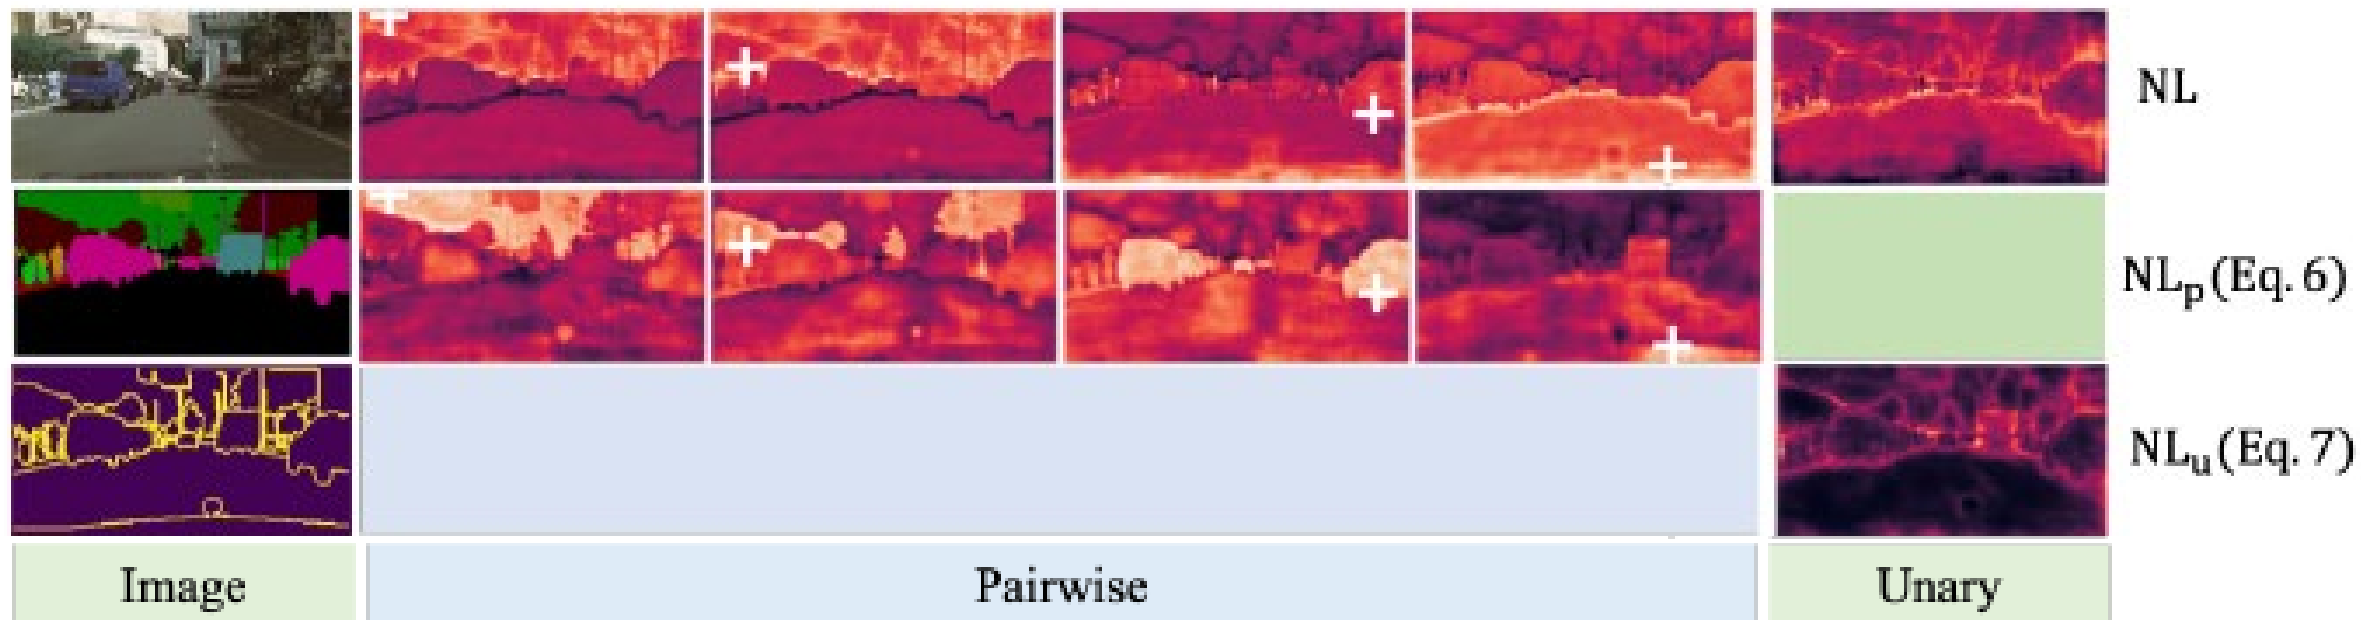 NL
NLp(Eq. 6)
NLu(Eq. 7)
Image
Pairwise
Unary